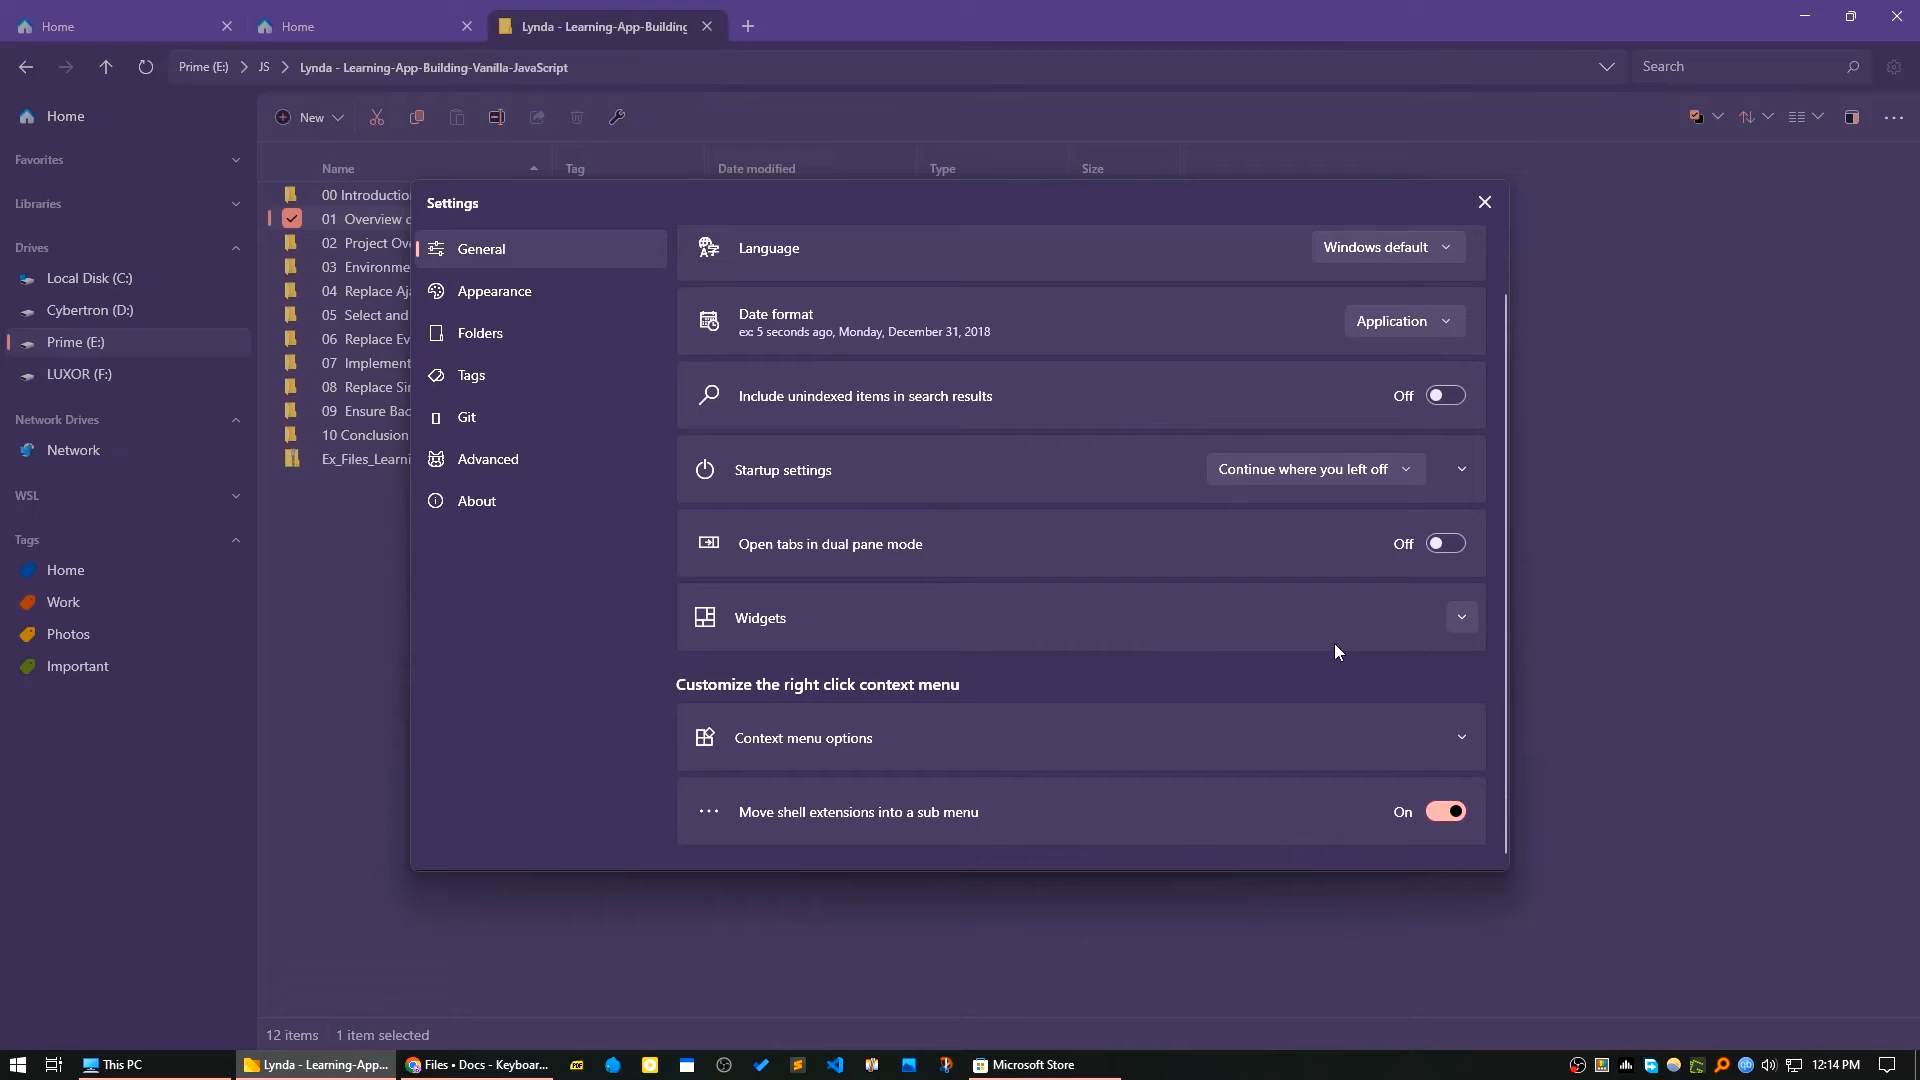 Home
Home
Lynda - Learning-App-Building
Prime (E:) JS Lynda - Learning-App-Building-Vanilla-JavaScript
Search
Home
Favorites
Libraries
Drives
Local Disk (C:)
Cybertron (D:)
Prime (E:)
LUXOR (F:)
Network Drives
Network
WSL
Tags
Home
Work
Photos
Important
New
Name Tag Date modified Type Size
00 Introductio
01 Overview
02 Project Ov
03 Environme
04 Replace Aj
05 Select and
06 Replace Ev
07 Implement
08 Replace Si
09 Ensure Bac
10 Conclusion
Ex_Files_Learni
Settings
General
Appearance
Folders
Tags
Git
Advanced
About
Language
Windows default
Date format
ex: 5 seconds ago, Monday, December 31, 2018
Application
Include unindexed items in search results
Off
Startup settings
Continue where you left off
Open tabs in dual pane mode
Off
Widgets
Customize the right click context menu
Context menu options
Move shell extensions into a sub menu
On
12 items 1 item selected
This PC
Lynda - Learning-App...
Files • Docs - Keyboar...
Microsoft Store
12:14 PM